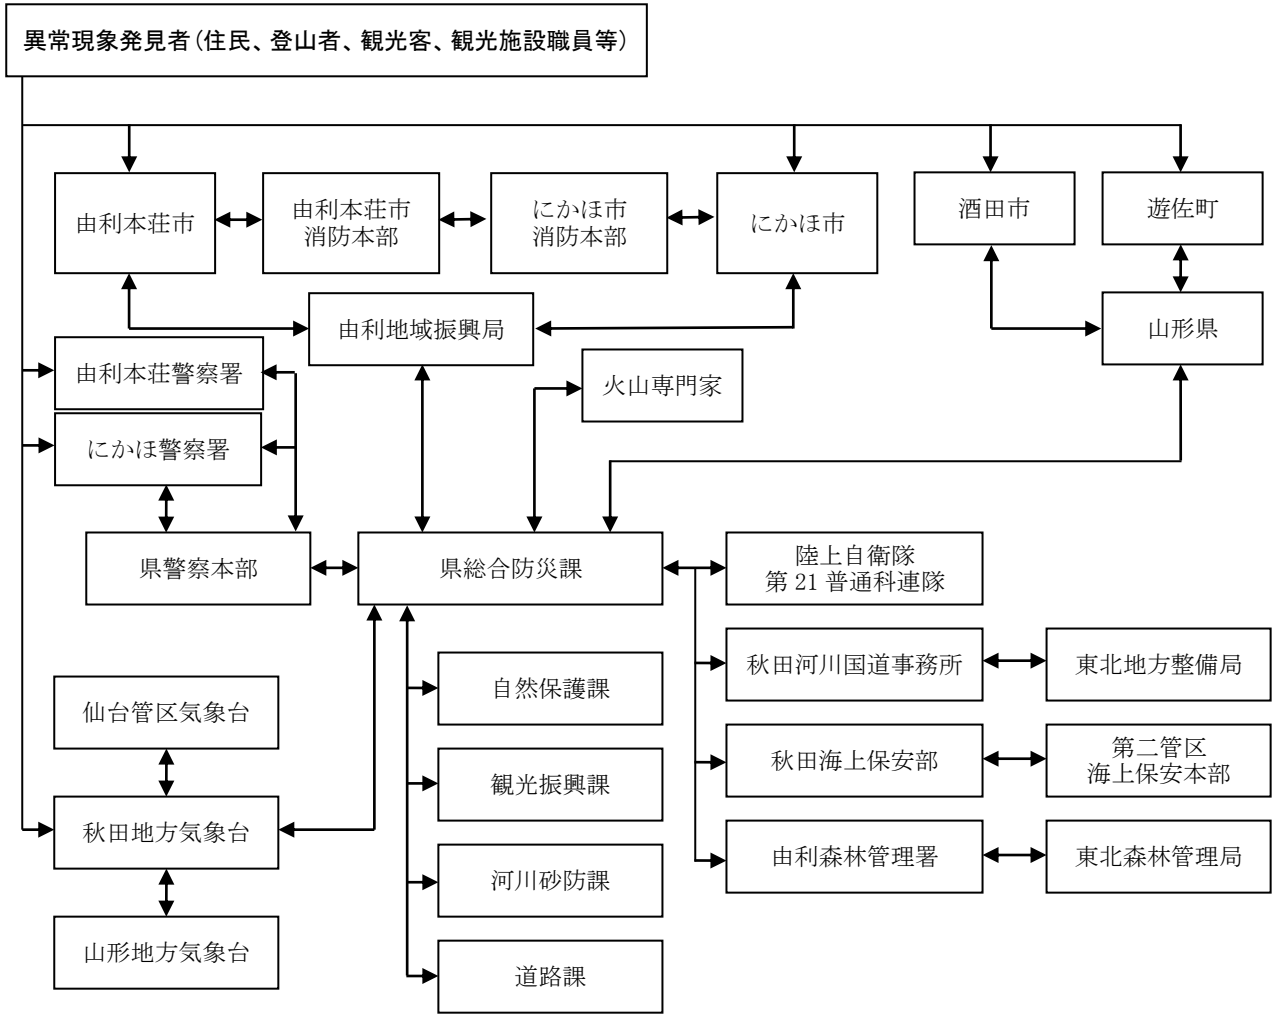 異常現象発見者（住民、登山者、観光客、観光施設職員等）
由利本荘市
由利本荘市
消防本部
にかほ市
消防本部
にかほ市
酒田市
遊佐町
由利地域振興局
山形県
由利本荘警察署
火山専門家
にかほ警察署
県警察本部
県総合防災課
陸上自衛隊
第 21 普通科連隊
秋田河川国道事務所
東北地方整備局
自然保護課
仙台管区気象台
秋田海上保安部
第二管区
海上保安本部
観光振興課
秋田地方気象台
由利森林管理署
東北森林管理局
河川砂防課
山形地方気象台
道路課